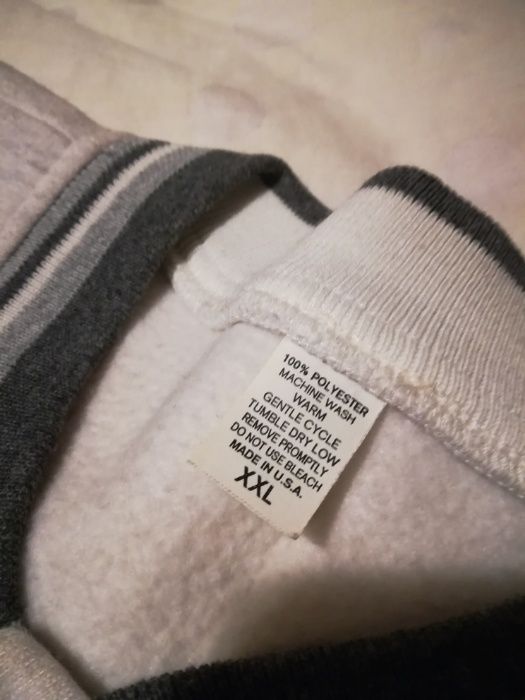 100% POLYESTER
MACHINE WASH
WARM
GENTLE CYCLE
TUMBLE DRY LOW
REMOVE PROMPTLY
DO NOT USE BLEACH
MADE IN U.S.A.
XXL